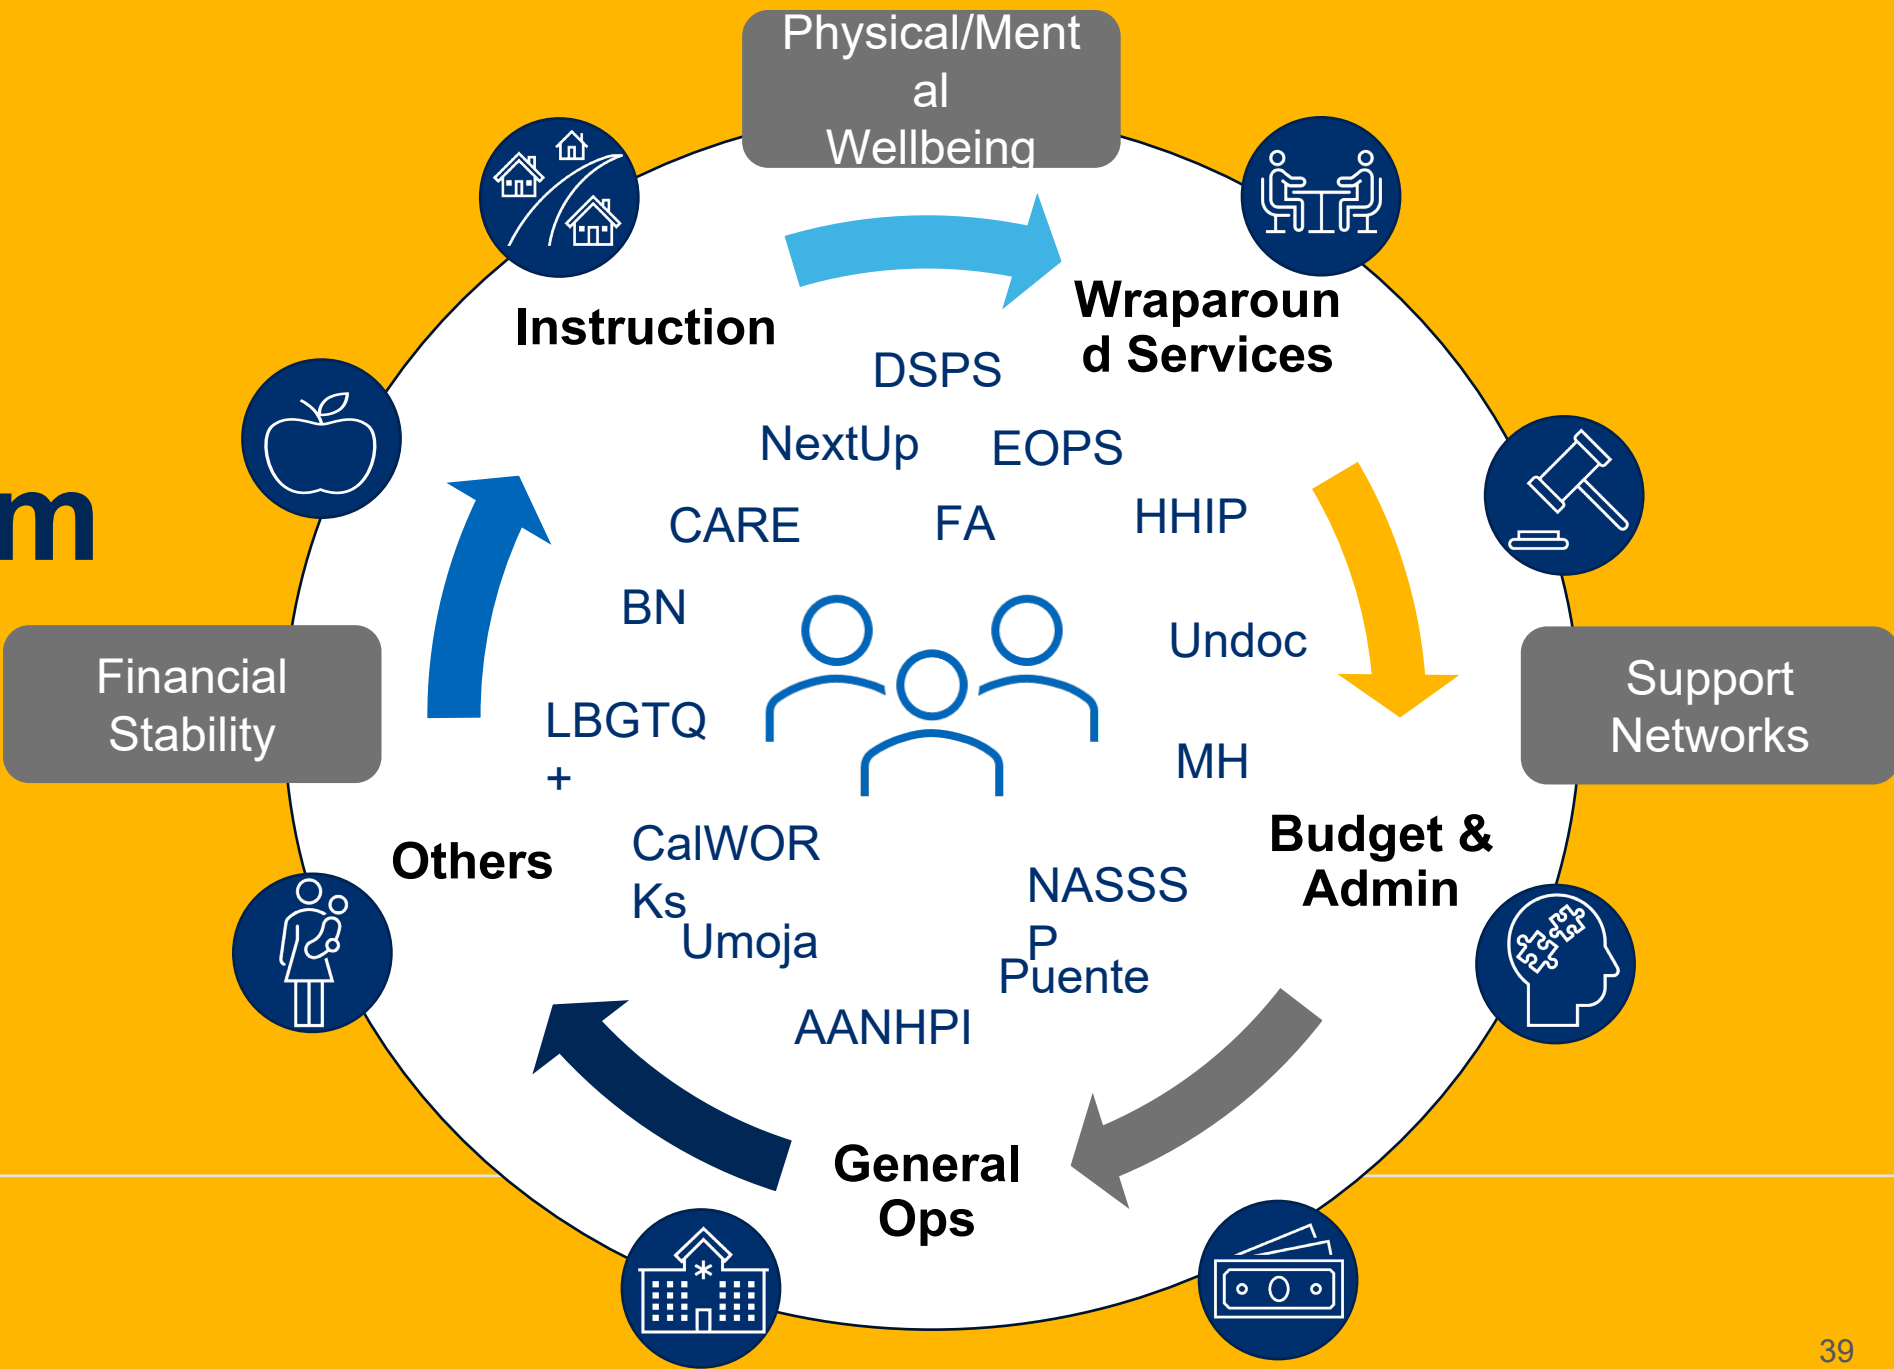 Physical/Ment
al
Wellbeing
Instruction
Wraparoun
d Services
DSPS
NextUp
EOPS
CARE
FA
HHIP
m
BN
Undoc
Financial
Stability
Support
Networks
LBGTQ
+
MH
Others
CalWOR
Ks
Budget &
Admin
NASSS
P
Umoja
Puente
AANHPI
General
Ops
39